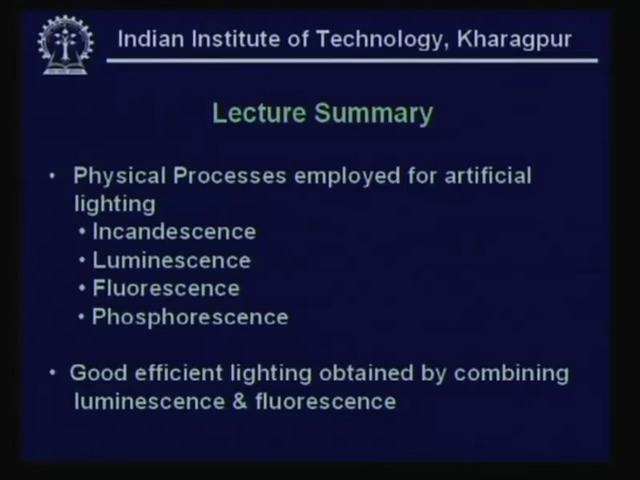 Indian Institute of Technology, Kharagpur
Lecture Summary
• Physical Processes employed for artificial
lighting
• Incandescence
• Luminescence
• Fluorescence
• Phosphorescence
• Good efficient lighting obtained by combining
luminescence & fluorescence